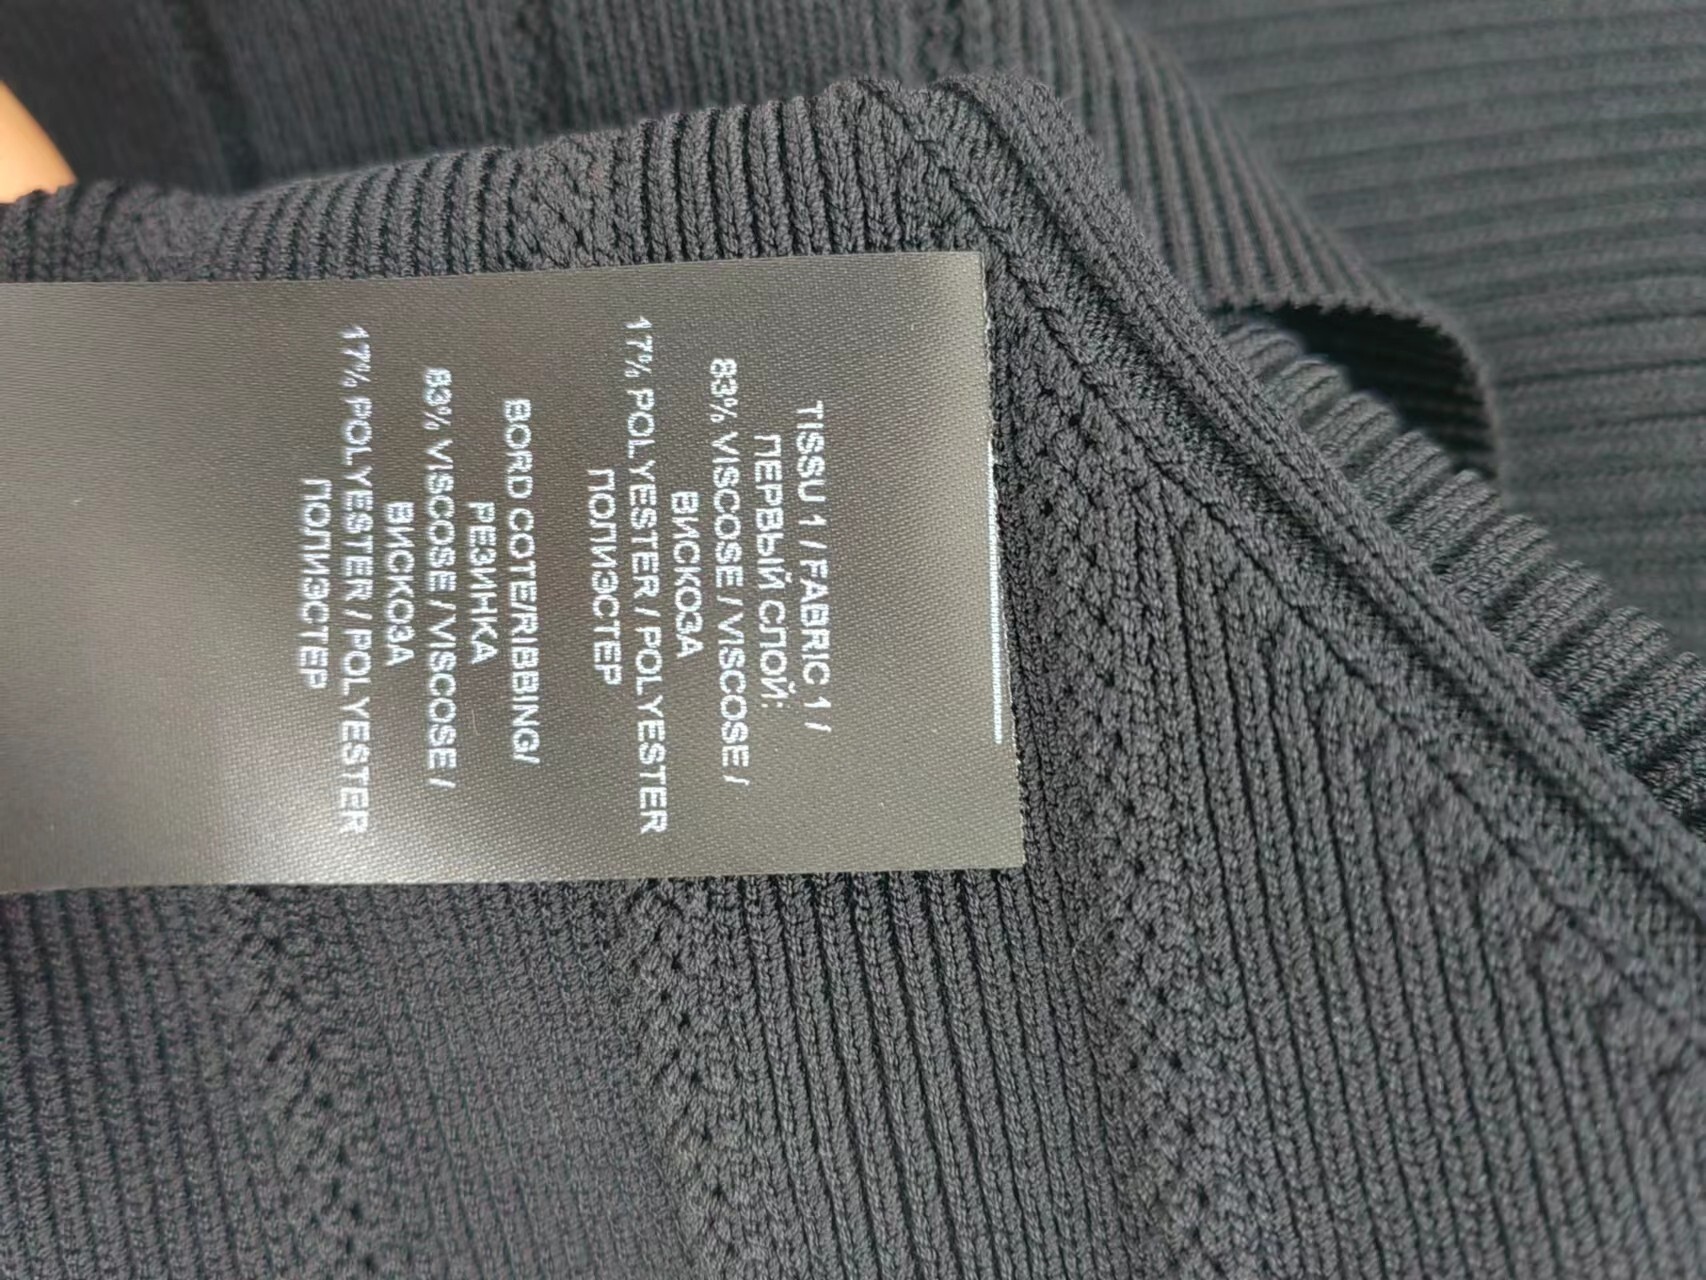 TISSU 1 / FABRIC 1 /
ПЕРВЫЙ СЛОЙ:
83% VISCOSE / VISCOSE /
ВИСКОЗА
17% POLYESTER / POLYESTER
ПОЛИЭСТЕР
BORD COTE/RIBBING/
РЕЗИНКА
83% VISCOSE / VISCOSE /
ВИСКОЗА
17% POLYESTER / POLYESTER
ПОЛИЭСТЕР